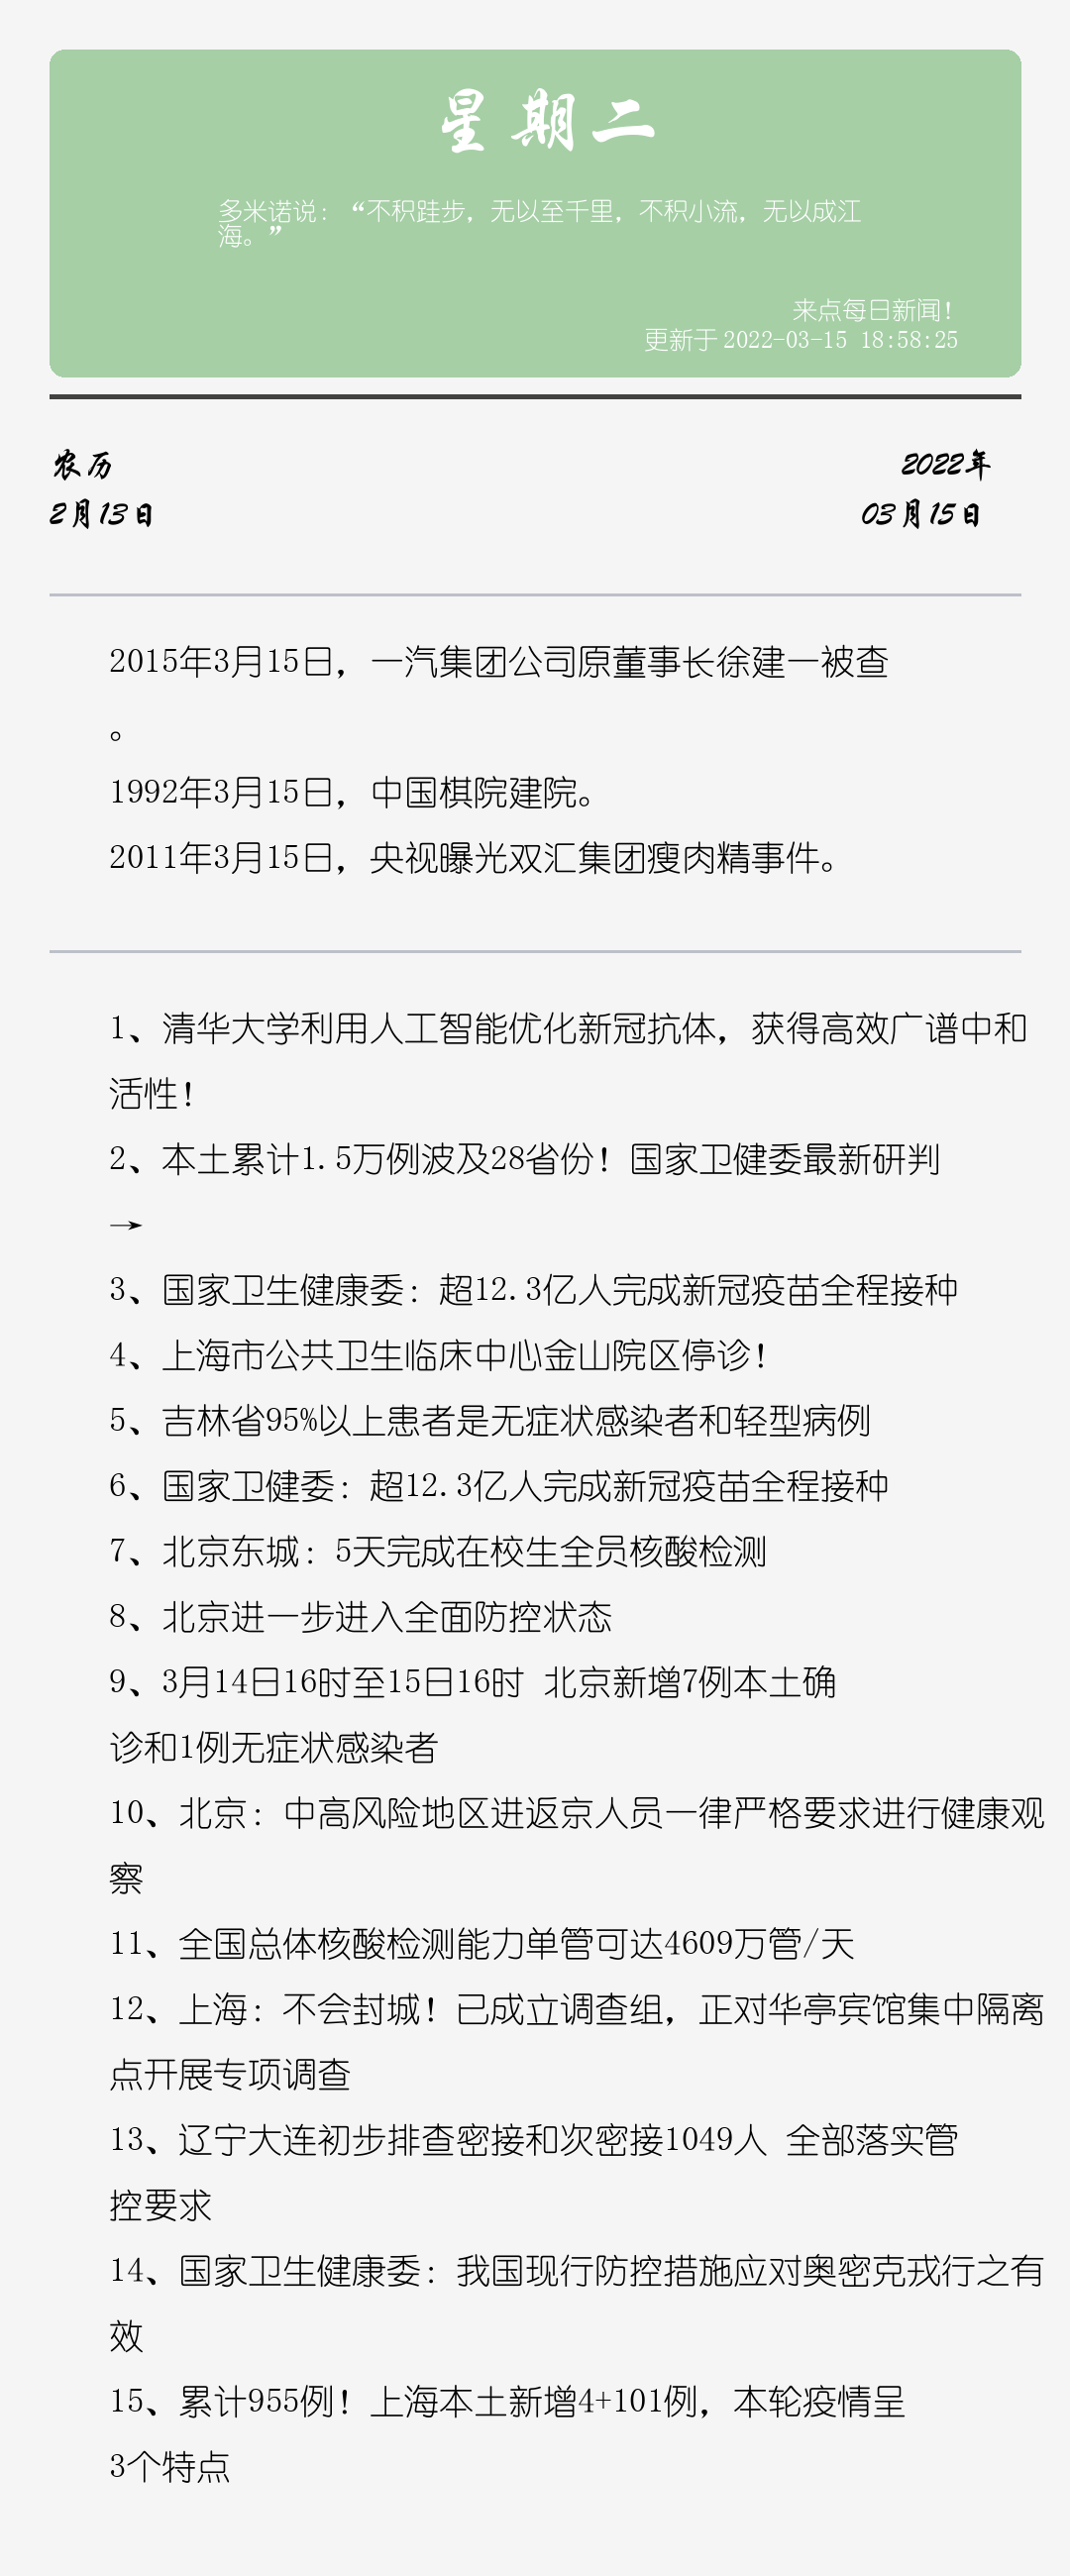 星期二
多米诺说：“不积跬步，无以至千里，不积小流，无以成江
海。”
来点每日新闻！
更新于 2022-03-15 18:58:25
农历
2022年
2月13日
03月15日
2015年3月15日，一汽集团公司原董事长徐建一被查
。
1992年3月15日，中国棋院建院。
2011年3月15日，央视曝光双汇集团瘦肉精事件。
1、清华大学利用人工智能优化新冠抗体，获得高效广谱中和
活性！
2、本土累计1.5万例波及28省份！国家卫健委最新研判
→
3、国家卫生健康委：超12.3亿人完成新冠疫苗全程接种
4、上海市公共卫生临床中心金山院区停诊！
5、吉林省95%以上患者是无症状感染者和轻型病例
6、国家卫健委：超12.3亿人完成新冠疫苗全程接种
7、北京东城：5天完成在校生全员核酸检测
8、北京进一步进入全面防控状态
9、3月14日16时至15日16时 北京新增7例本土确
诊和1例无症状感染者
10、北京：中高风险地区进返京人员一律严格要求进行健康观
察
11、全国总体核酸检测能力单管可达4609万管/天
12、上海：不会封城！已成立调查组，正对华亭宾馆集中隔离
点开展专项调查
13、辽宁大连初步排查密接和次密接1049人 全部落实管
控要求
14、国家卫生健康委：我国现行防控措施应对奥密克戎行之有
效
15、累计955例！上海本土新增4+101例，本轮疫情呈
3个特点